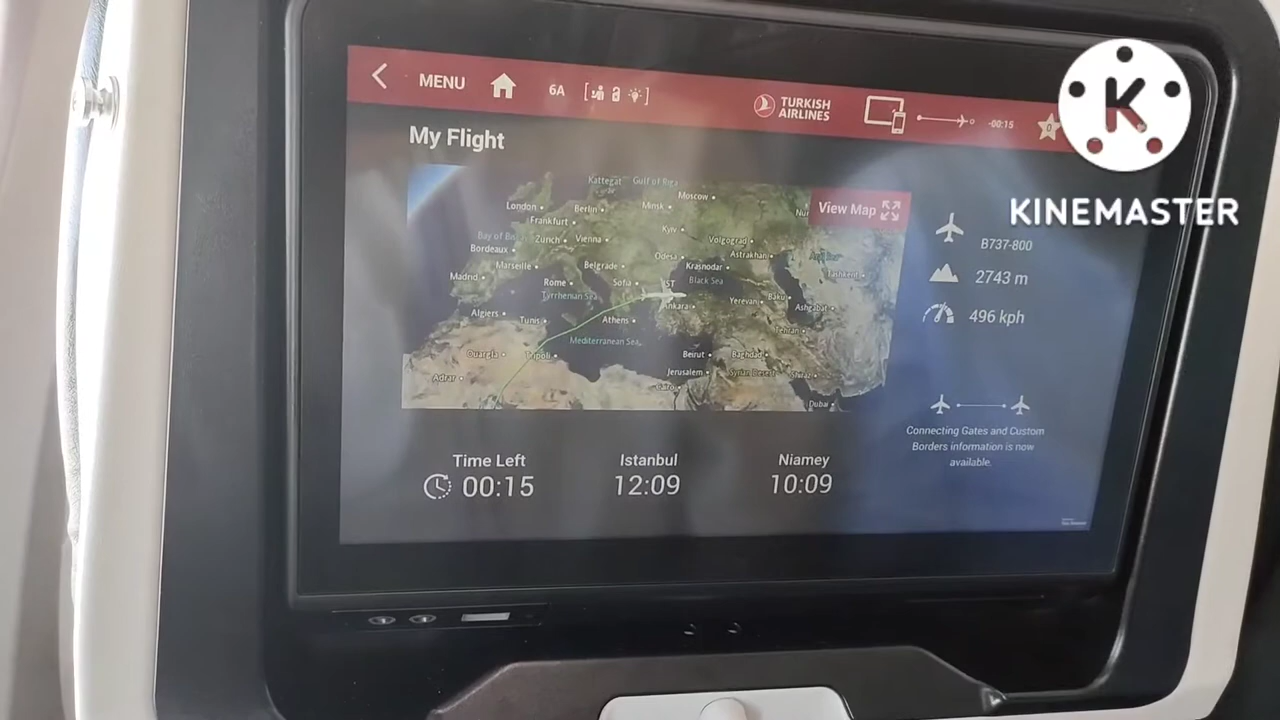 MENU
6A
TURKISH
AIRLINES
-00:15
0
K
KINEMASTER
My Flight
View Map
Kattegat
Gulf of Riga
Moscow
London
Berlin
Minsk
Frankfurt
Kyiv
Zurich
Vienna
Volgograd
Bordeaux
Odesa
Astrakhan
Marseille
Belgrade
Krasnodar
Tashkent
Madrid
Rome
Sofia
Black Sea
Tyrrhenian Sea
Ankara
Yerevan
Baku
Ashgabat
Algiers
Tunis
Athens
Tehran
Mediterranean Sea
Ouargla
Tripoli
Beirut
Baghdad
Jerusalem
Syrian Desert
Shiraz
Adrar
Cairo
Dubai
B737-800
2743 m
496 kph
Connecting Gates and Custom
Borders information is now
available.
Time Left
00:15
Istanbul
12:09
Niamey
10:09